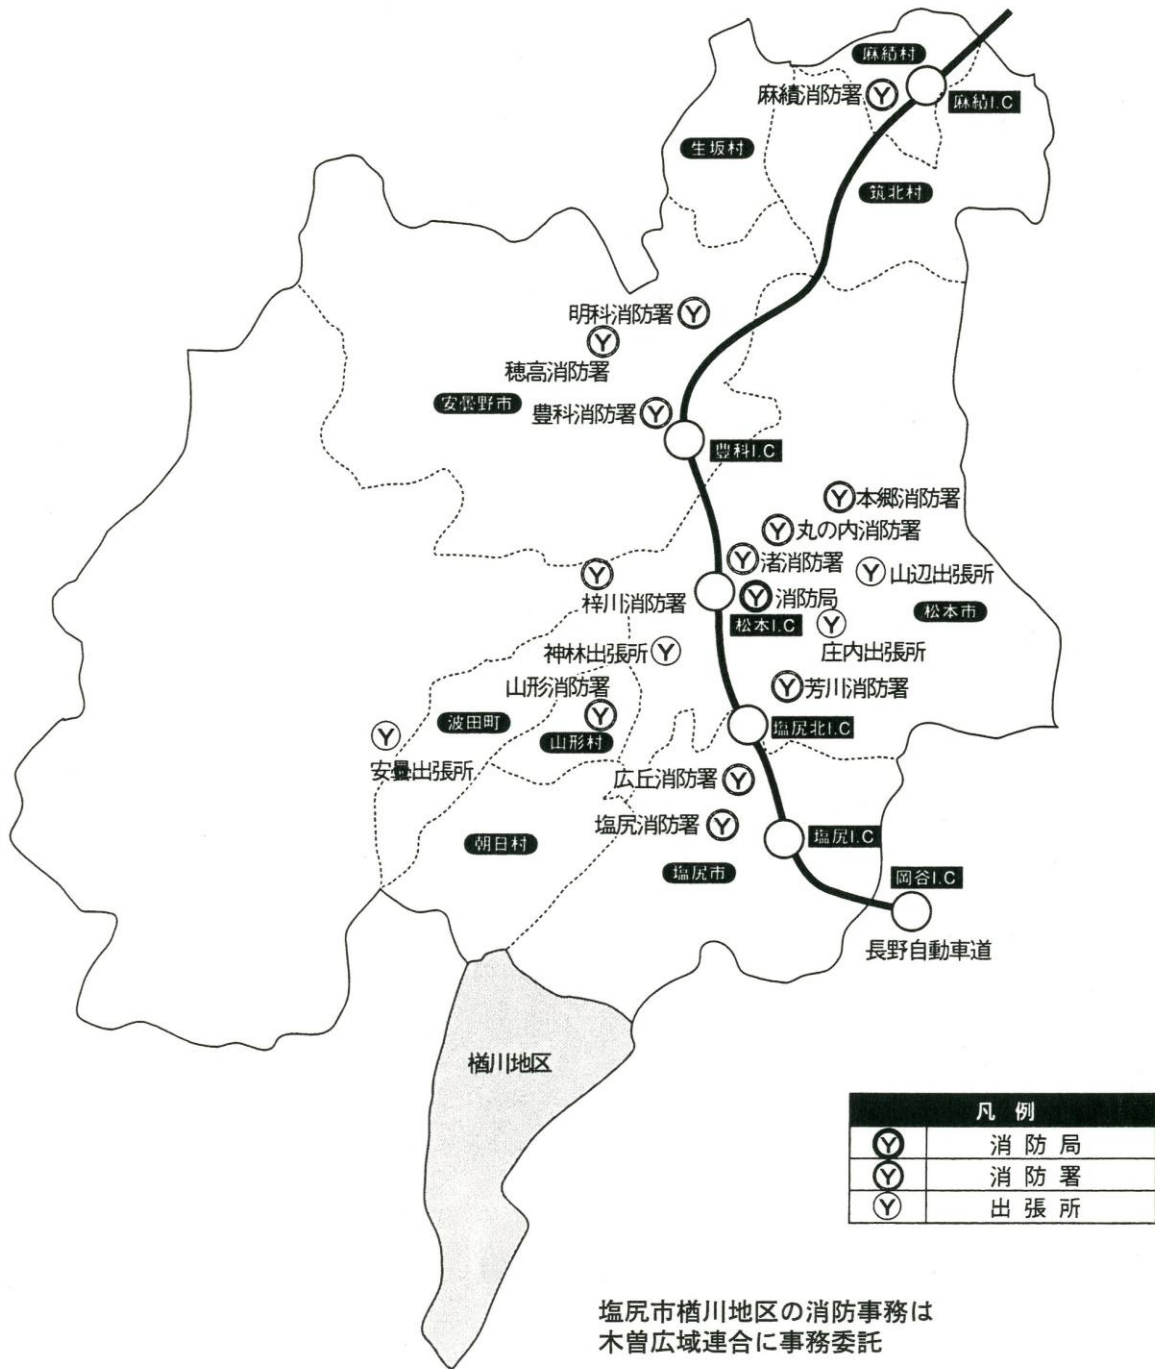 麻績村
麻績消防署
麻績I.C
生坂村
筑北村
明科消防署
穂高消防署
安曇野市
豊科消防署
豊科I.C
本郷消防署
丸の内消防署
渚消防署
山辺出張所
梓川消防署
消防局
松本市
松本I.C
庄内出張所
神林出張所
山形消防署
芳川消防署
波田町
山形村
塩尻北I.C
安曇出張所
広丘消防署
塩尻消防署
朝日村
塩尻I.C
塩尻市
岡谷I.C
長野自動車道
楢川地区
凡例
Y 消防局
Y 消防署
Y 出張所
塩尻市楢川地区の消防事務は
木曽広域連合に事務委託